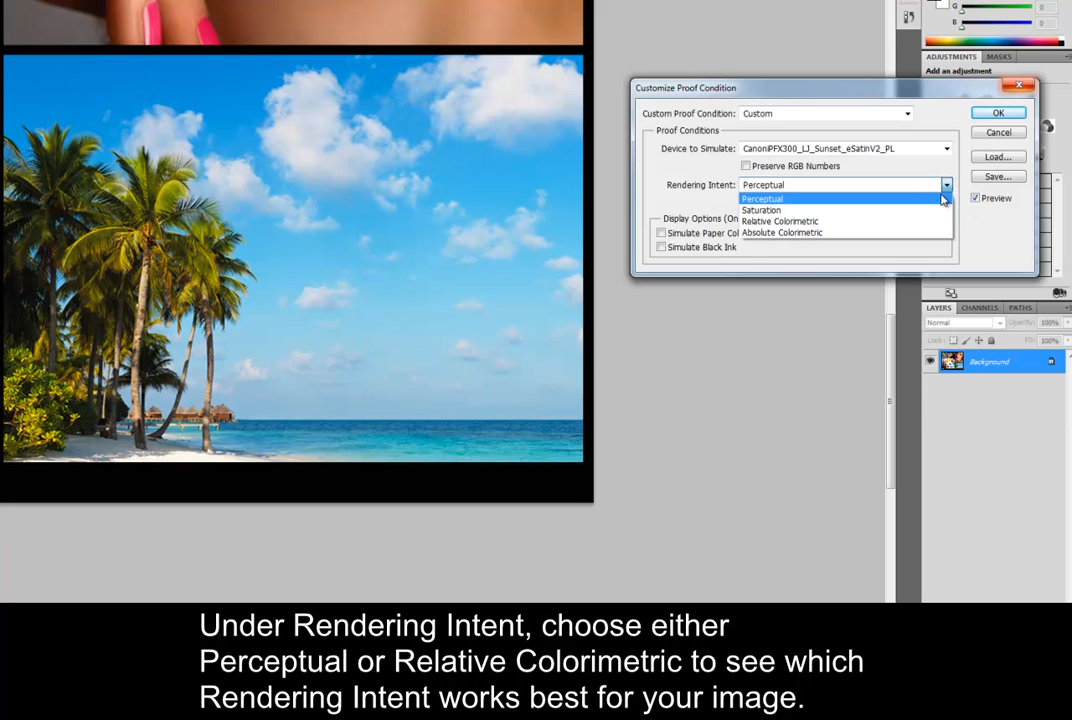 G
0
B
0
ADJUSTMENTS MASKS
Add an adjustment
Customize Proof Condition
Custom Proof Condition: Custom
OK
Proof Conditions
Cancel
Device to Simulate: CanoniPFX300_LJ_Sunset_eSatinV2_PL
Preserve RGB Numbers
Load...
Rendering Intent: Perceptual
Save...
Perceptual
Preview
Saturation
Display Options (On
Relative Colorimetric
Simulate Paper Col
Absolute Colorimetric
Simulate Black Ink
LAYERS CHANNELS PATHS
Normal
Opacity: 100%
Lock:
Fill: 100%
Background
Under Rendering Intent, choose either
Perceptual or Relative Colorimetric to see which
Rendering Intent works best for your image.